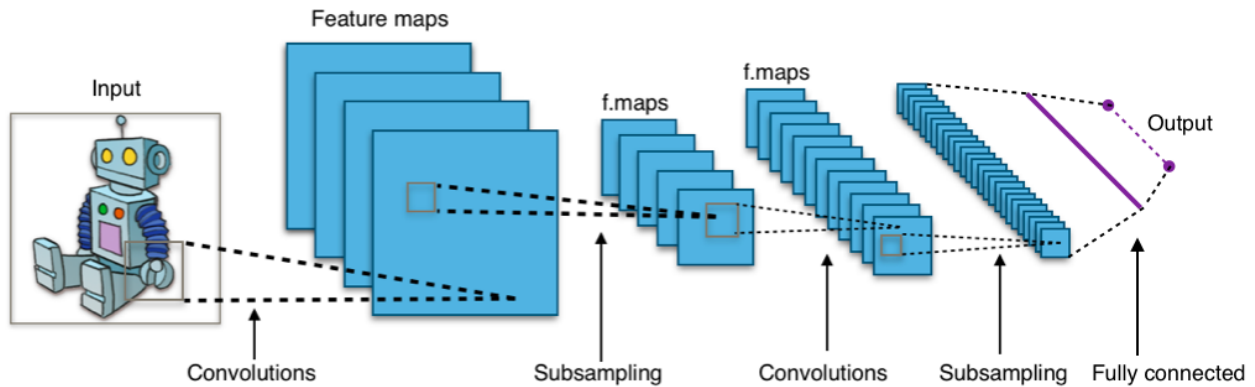 Feature maps
Input
f.maps
f.maps
Output
Convolutions
Subsampling
Convolutions
Subsampling
Fully connected